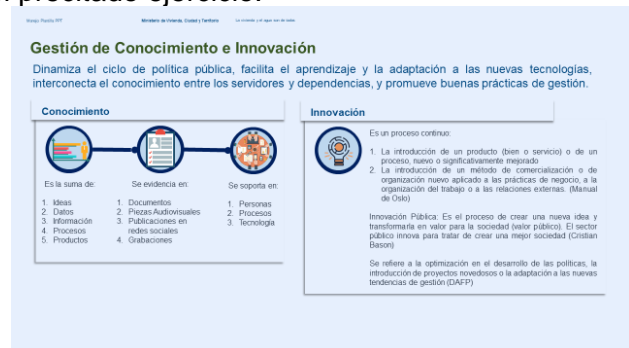 precitado ejercicio.
Ministerio de Vivienda, Ciudad y Territorio
Gestión de Conocimiento e Innovación
Dinamiza el ciclo de política pública, facilita el aprendizaje y la adaptación a las nuevas tecnologías,
interconecta el conocimiento entre los servidores y dependencias, y promueve buenas prácticas de gestión.
Conocimiento
Es la suma de:
1. Ideas
2. Datos
3. Información
4. Procesos
5. Productos
Se evidencia en:
1. Documentos
2. Piezas Audiovisuales
3. Publicaciones en
redes sociales
4. Grabaciones
Se soporta en:
1. Personas
2. Procesos
3. Tecnología
Innovación
Es un proceso continuo:
1. La introducción de un producto (bien o servicio) o de un
proceso, nuevo o significativamente mejorado
2. La introducción de un método de comercialización o de
organización nuevo aplicado a las prácticas de negocio, a la
organización del trabajo o a las relaciones externas. (Manual
de Oslo)
Innovación Pública: Es el proceso de crear una nueva idea y
transformarla en valor para la sociedad (valor público). El sector
público innova para tratar de crear una mejor sociedad (Cristian
Bason)
Se refiere a la optimización en el desarrollo de las políticas, la
introducción de proyectos novedosos o la adaptación a las nuevas
tendencias de gestión (DAFP)